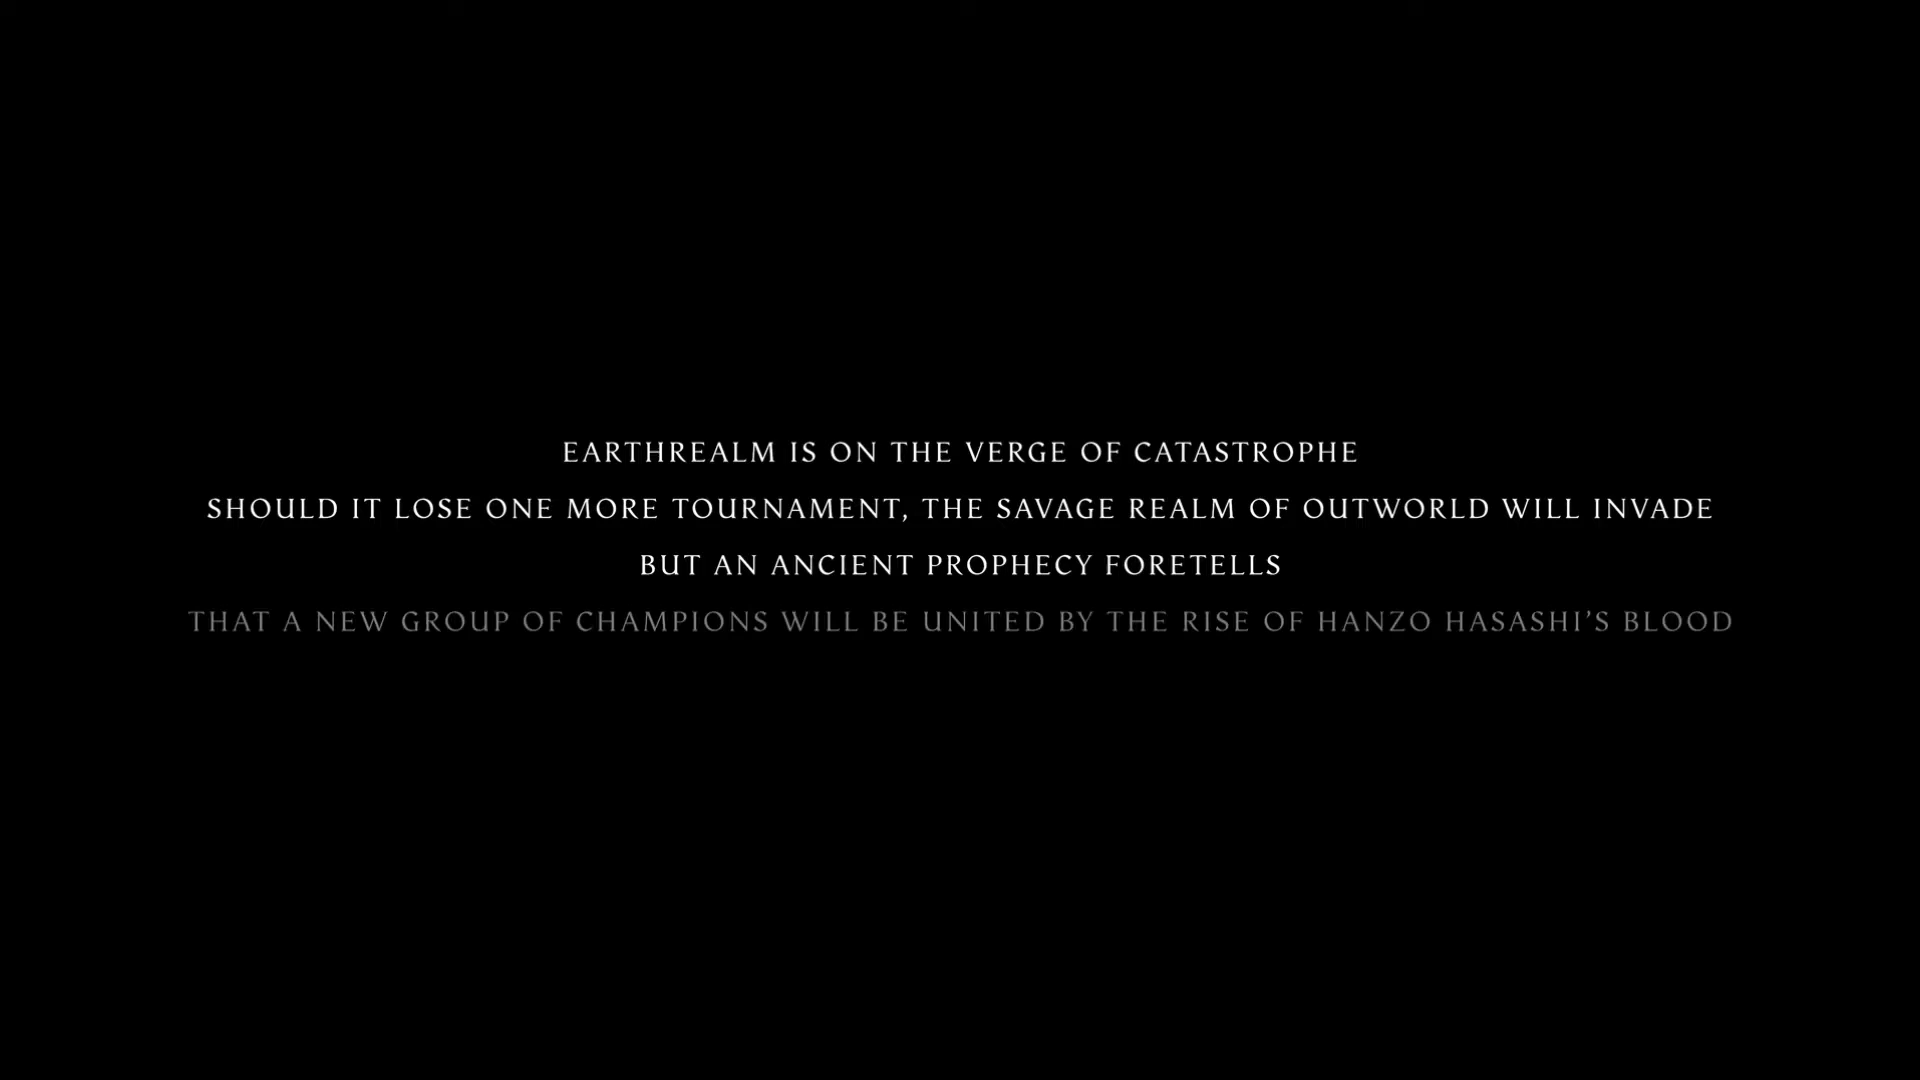 EARTHREALM IS ON THE VERGE OF CATASTROPHE
SHOULD IT LOSE ONE MORE TOURNAMENT, THE SAVAGE REALM OF OUTWORLD WILL INVADE
BUT AN ANCIENT PROPHECY FORETELLS
THAT A NEW GROUP OF CHAMPIONS WILL BE UNITED BY THE RISE OF HANZO HASASHI’S BLOOD